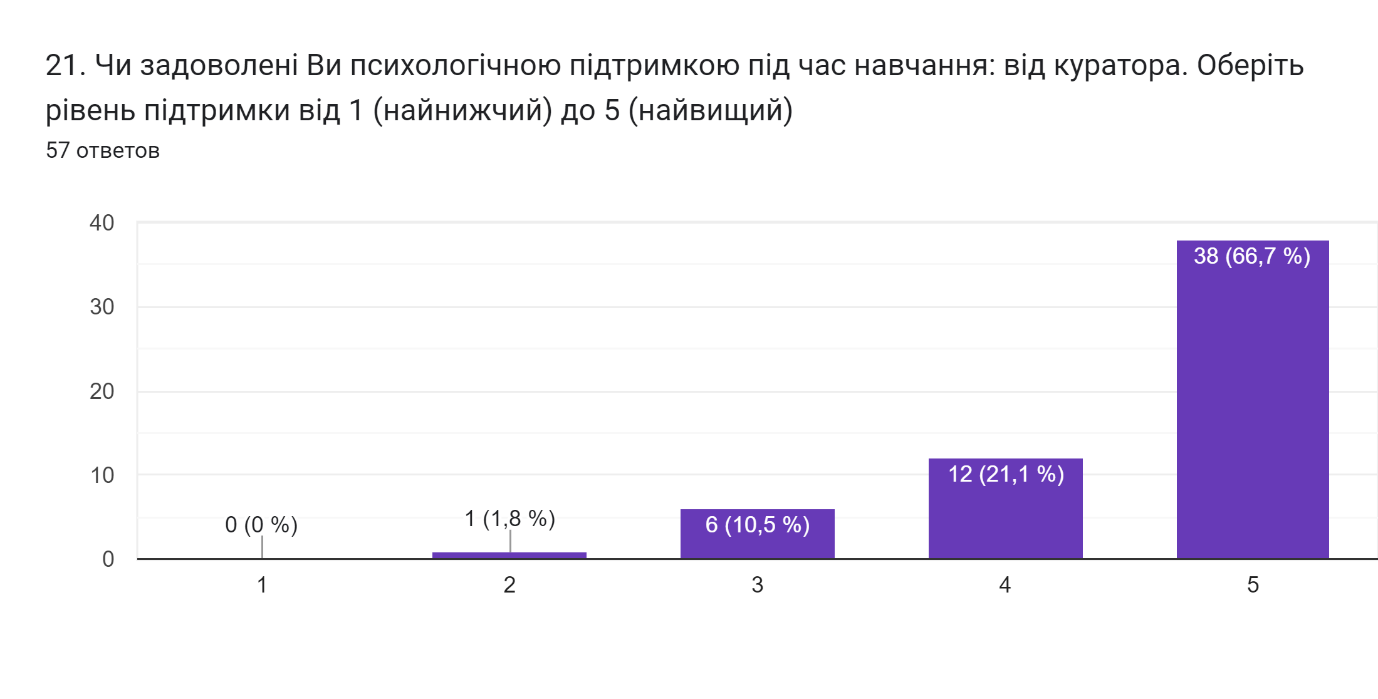 21. Чи задоволені Ви психологічною підтримкою під час навчання: від куратора. Оберіть
рівень підтримки від 1 (найнижчий) до 5 (найвищий)
57 ответов
40
30
20
10
0
0 (0 %)
1 (1,8 %)
6 (10,5 %)
12 (21,1 %)
38 (66,7 %)
1
2
3
4
5